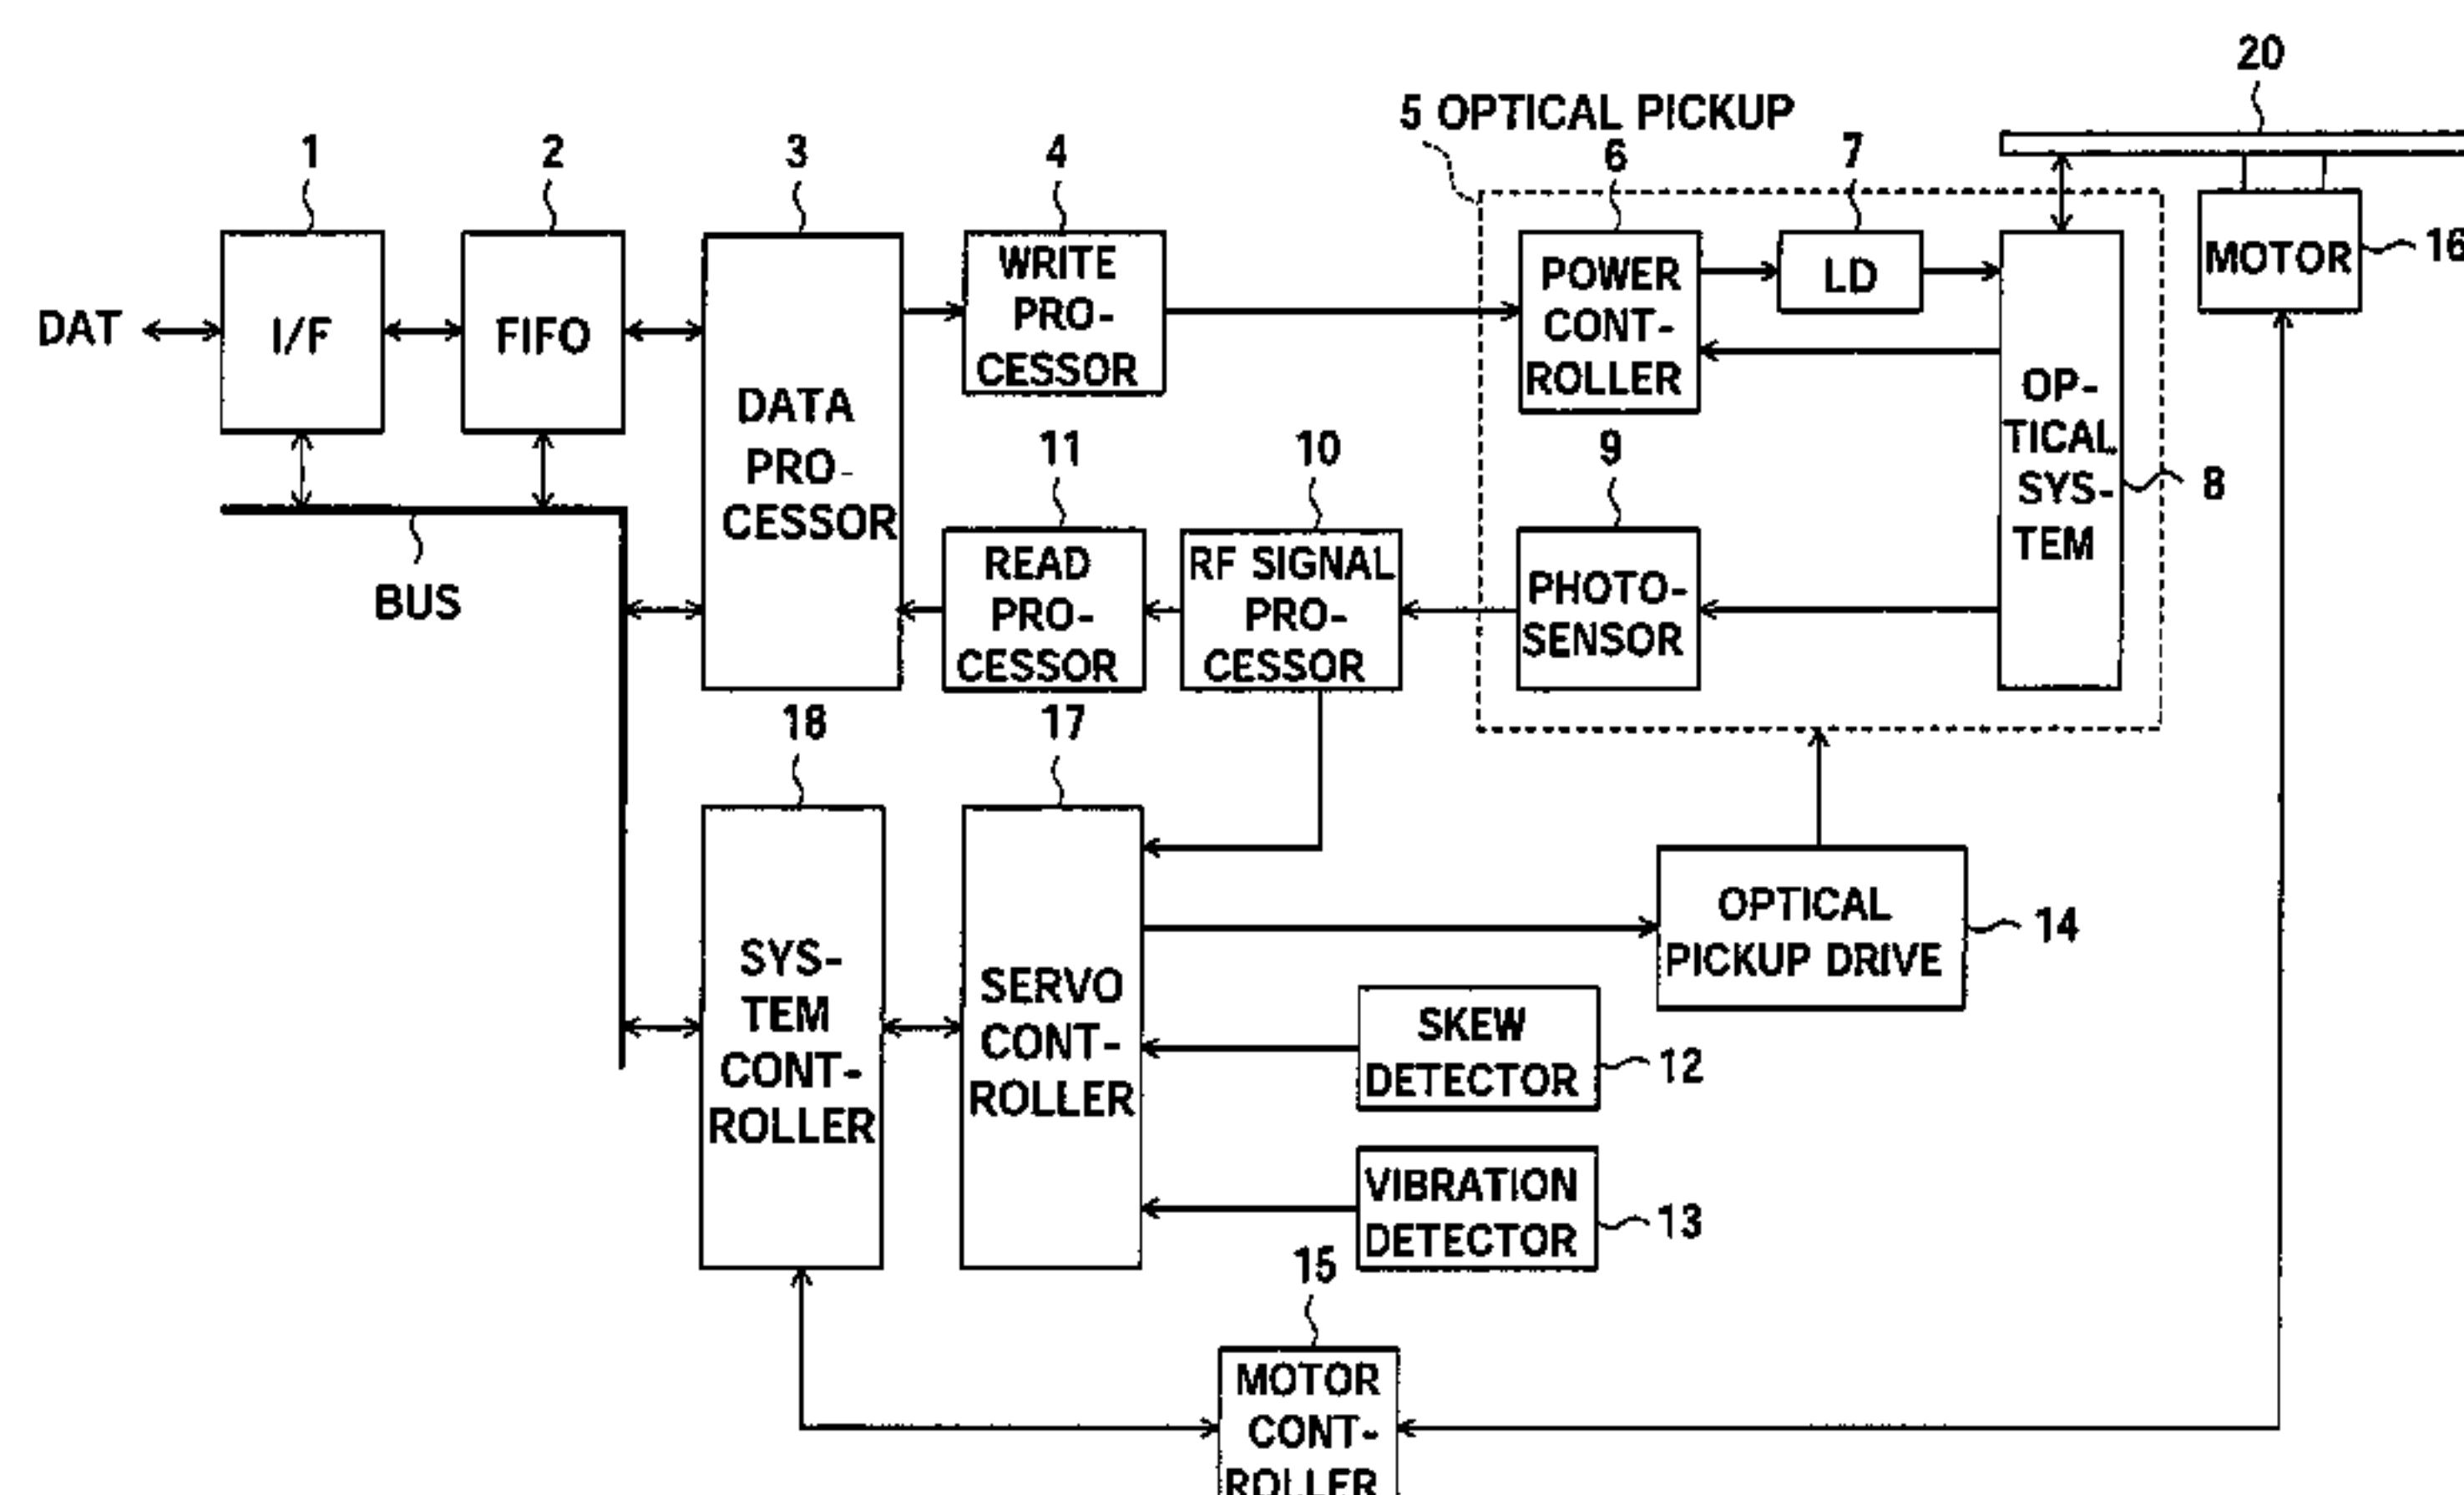 20
5 OPTICAL PICKUP
1
2
3
4
6
7
DAT
I/F
FIFO
DATA
PRO-
CESSOR
WRITE
PRO-
CESSOR
POWER
CONT-
ROLLER
LD
OP-
TICAL
SYS-
TEM
8
MOTOR
16
11
10
9
READ
PRO-
CESSOR
RF SIGNAL
PRO-
CESSOR
PHOTO-
SENSOR
BUS
18
17
SYS-
TEM
CONT-
ROLLER
SERVO
CONT-
ROLLER
OPTICAL
PICKUP DRIVE
14
SKEW
DETECTOR
12
VIBRATION
DETECTOR
13
15
MOTOR
CONT-
ROLLER